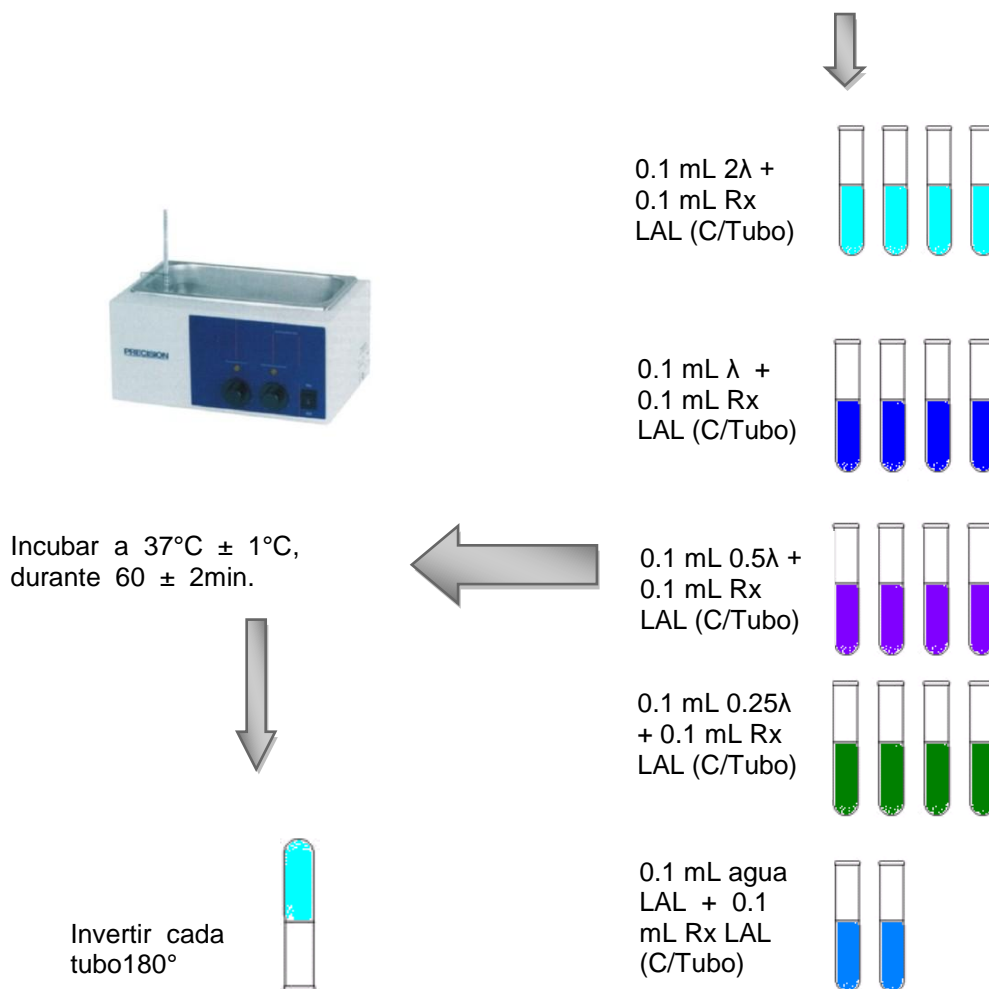 0.1 mL 2λ +
0.1 mL Rx
LAL (C/Tubo)
PRECISION
0.1 mL λ +
0.1 mL Rx
LAL (C/Tubo)
0.1 mL 0.5λ +
0.1 mL Rx
LAL (C/Tubo)
Incubar a 37°C ± 1°C,
durante 60 ± 2min.
0.1 mL 0.25λ
+ 0.1 mL Rx
LAL (C/Tubo)
0.1 mL agua
LAL + 0.1
mL Rx LAL
(C/Tubo)
Invertir cada
tubo180°